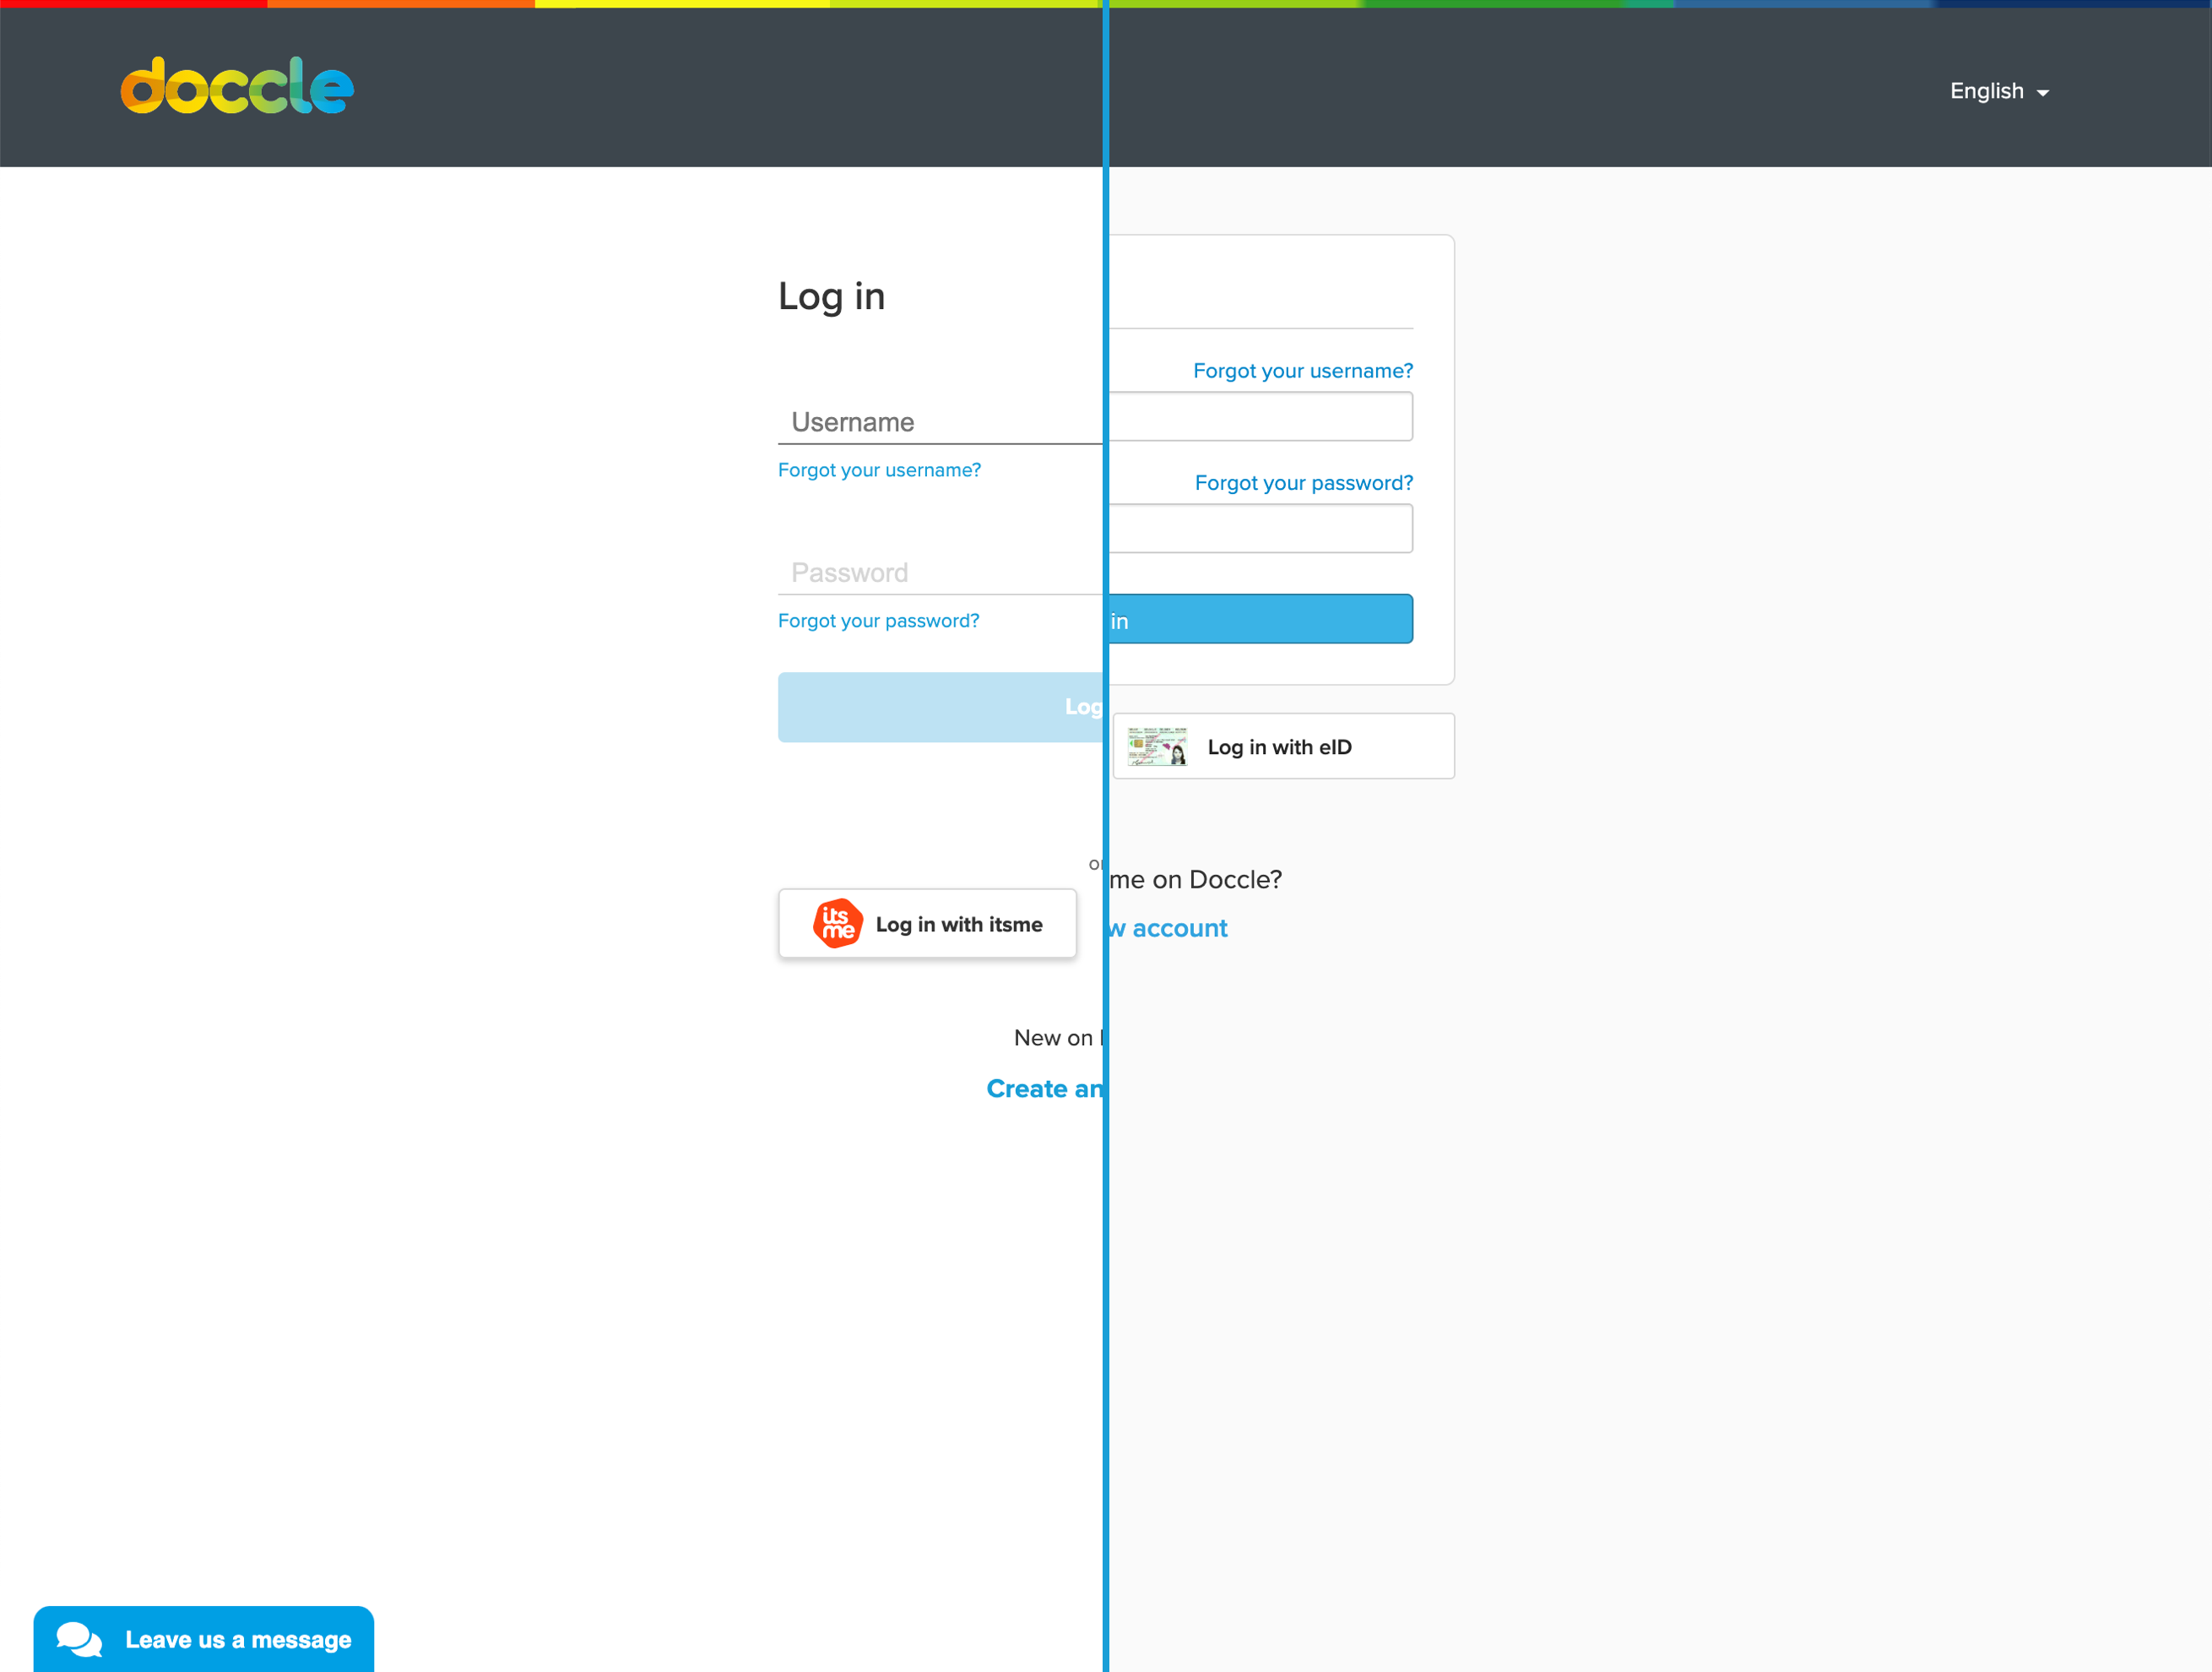 doccle
English
Log in
Username
Forgot your username?
Password
Forgot your password?
Log
or
its
me
Log in with itsme
New on
Create an
Leave us a message
Forgot your username?
Forgot your password?
in
Log in with eID
me on Doccle?
w account